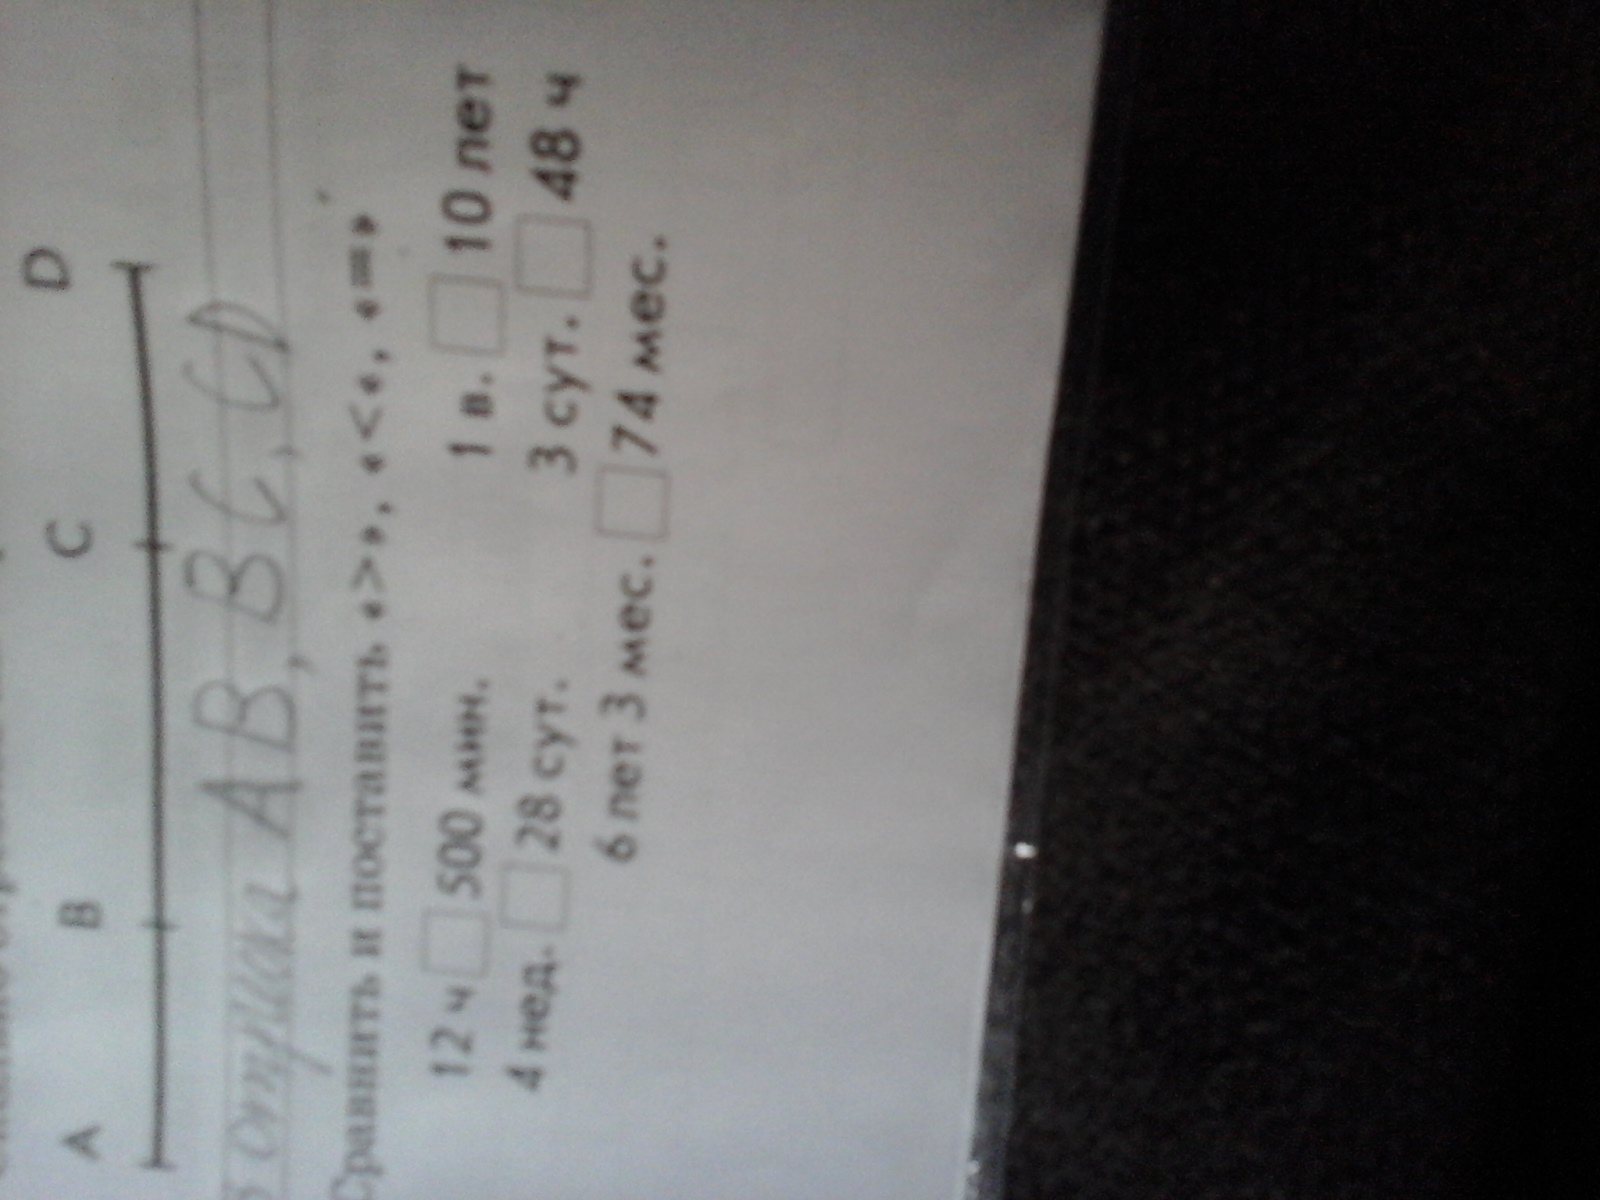 A B C D
отрезка AB, BC, CD
Сравнить и поставить «>», «<«, «=»
12 ч 500 мин. 1 в. 10 лет
4 нед. 28 сут. 3 сут. 48 ч
6 лет 3 мес. 74 мес.